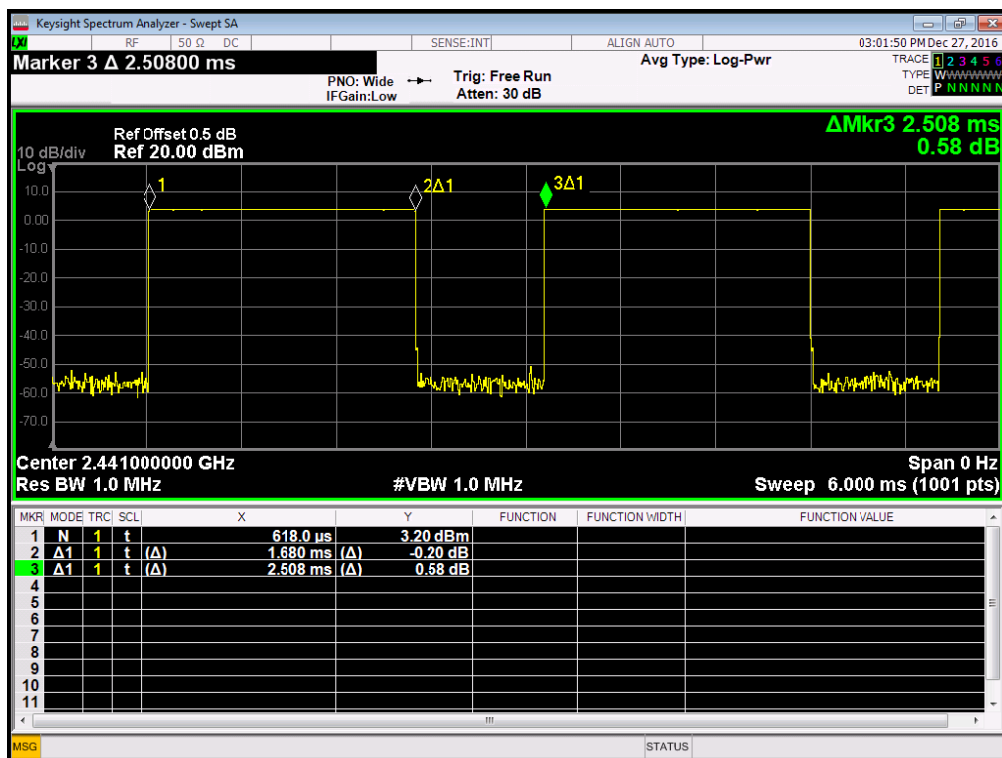 Keysight Spectrum Analyzer - Swept SA
LXI RF 50 Ω DC SENSE:INT ALIGN AUTO 03:01:50 PM Dec 27, 2016
Marker 3 Δ 2.50800 ms
PNO: Wide
IFGain:Low
Trig: Free Run
Atten: 30 dB
Avg Type: Log-Pwr
TRACE 1 2 3 4 5 6
TYPE WWWWWW
DET P N N N N N
ΔMkr3 2.508 ms
0.58 dB
Ref Offset 0.5 dB
10 dB/div Ref 20.00 dBm
Log
1
2Δ1
3Δ1
10.0
0.00
-10.0
-20.0
-30.0
-40.0
-50.0
-60.0
-70.0
Center 2.441000000 GHz Span 0 Hz
Res BW 1.0 MHz #VBW 1.0 MHz Sweep 6.000 ms (1001 pts)
MKR MODE TRC SCL X Y FUNCTION FUNCTION WIDTH FUNCTION VALUE
1 N 1 t 618.0 µs 3.20 dBm
2 Δ1 1 t (Δ) 1.680 ms (Δ) -0.20 dB
3 Δ1 1 t (Δ) 2.508 ms (Δ) 0.58 dB
4
5
6
7
8
9
10
11
MSG STATUS